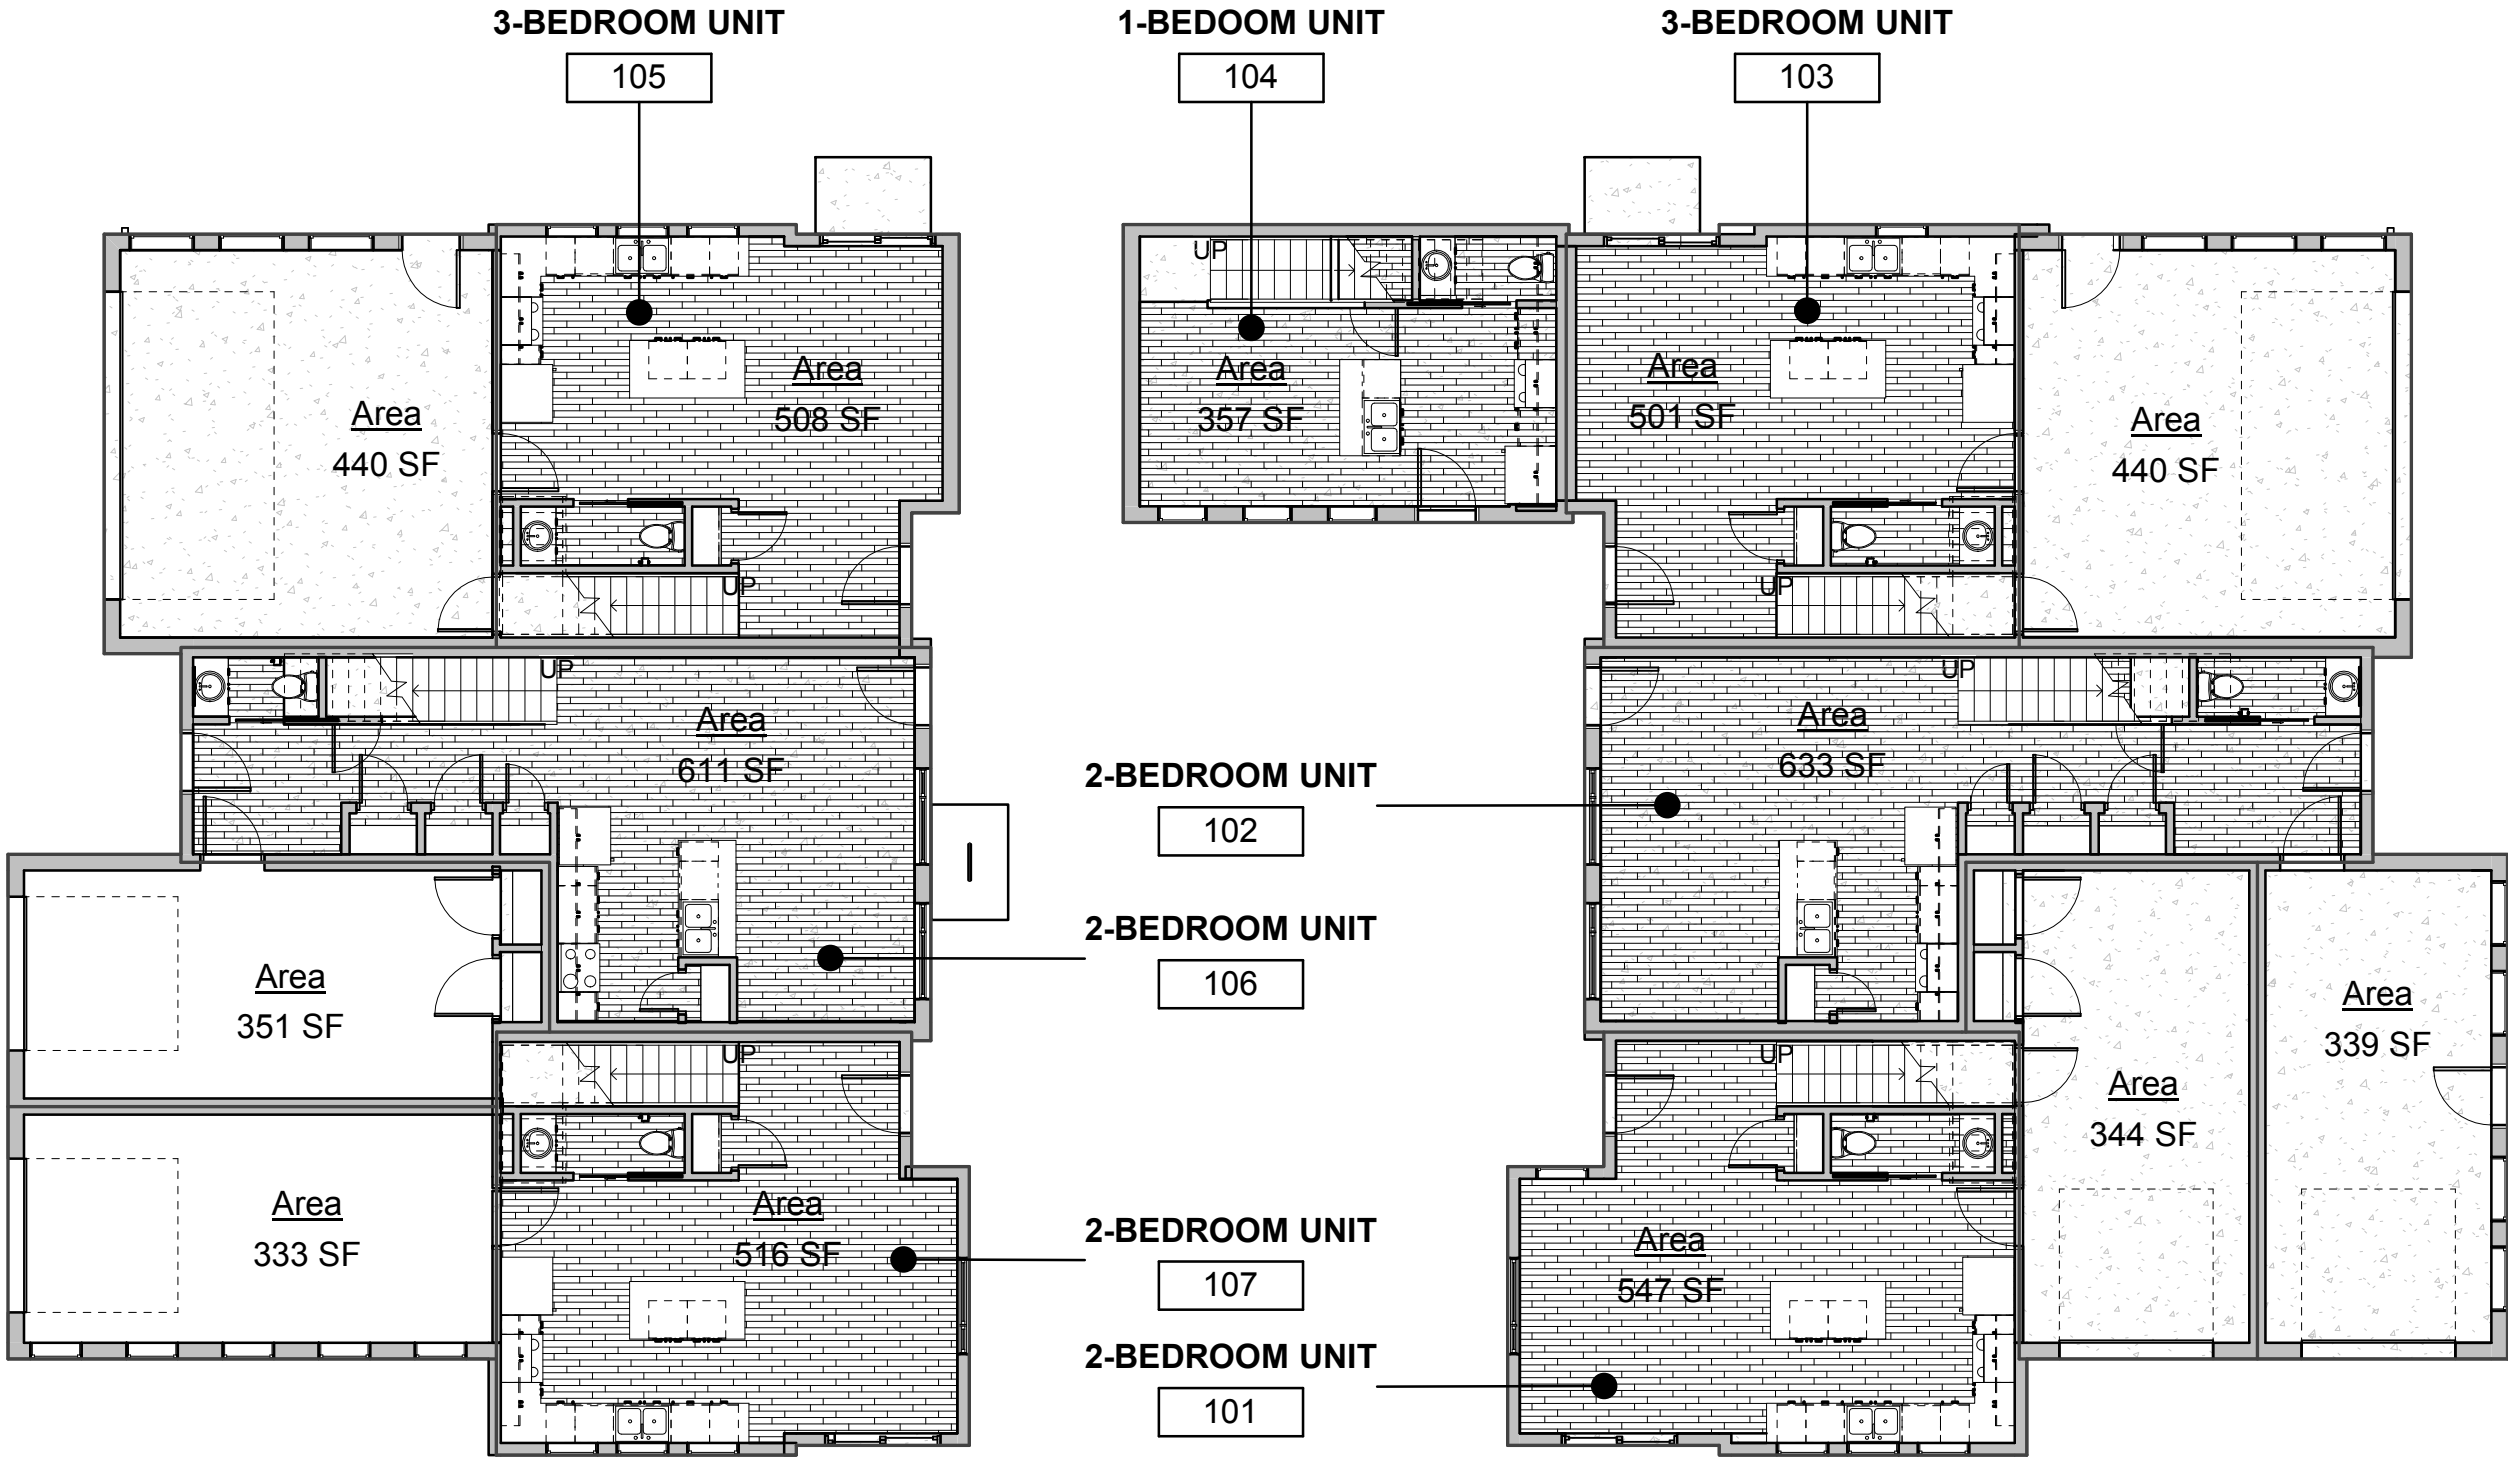 3-BEDROOM UNIT
105
1-BEDOOM UNIT
104
3-BEDROOM UNIT
103
UP
Area
440 SF
Area
508 SF
Area
357 SF
Area
501 SF
Area
440 SF
UP
UP
UP
Area
611 SF
UP
Area
633 SF
2-BEDROOM UNIT
102
2-BEDROOM UNIT
106
Area
351 SF
Area
339 SF
UP
UP
Area
344 SF
Area
333 SF
Area
516 SF
2-BEDROOM UNIT
107
Area
547 SF
2-BEDROOM UNIT
101